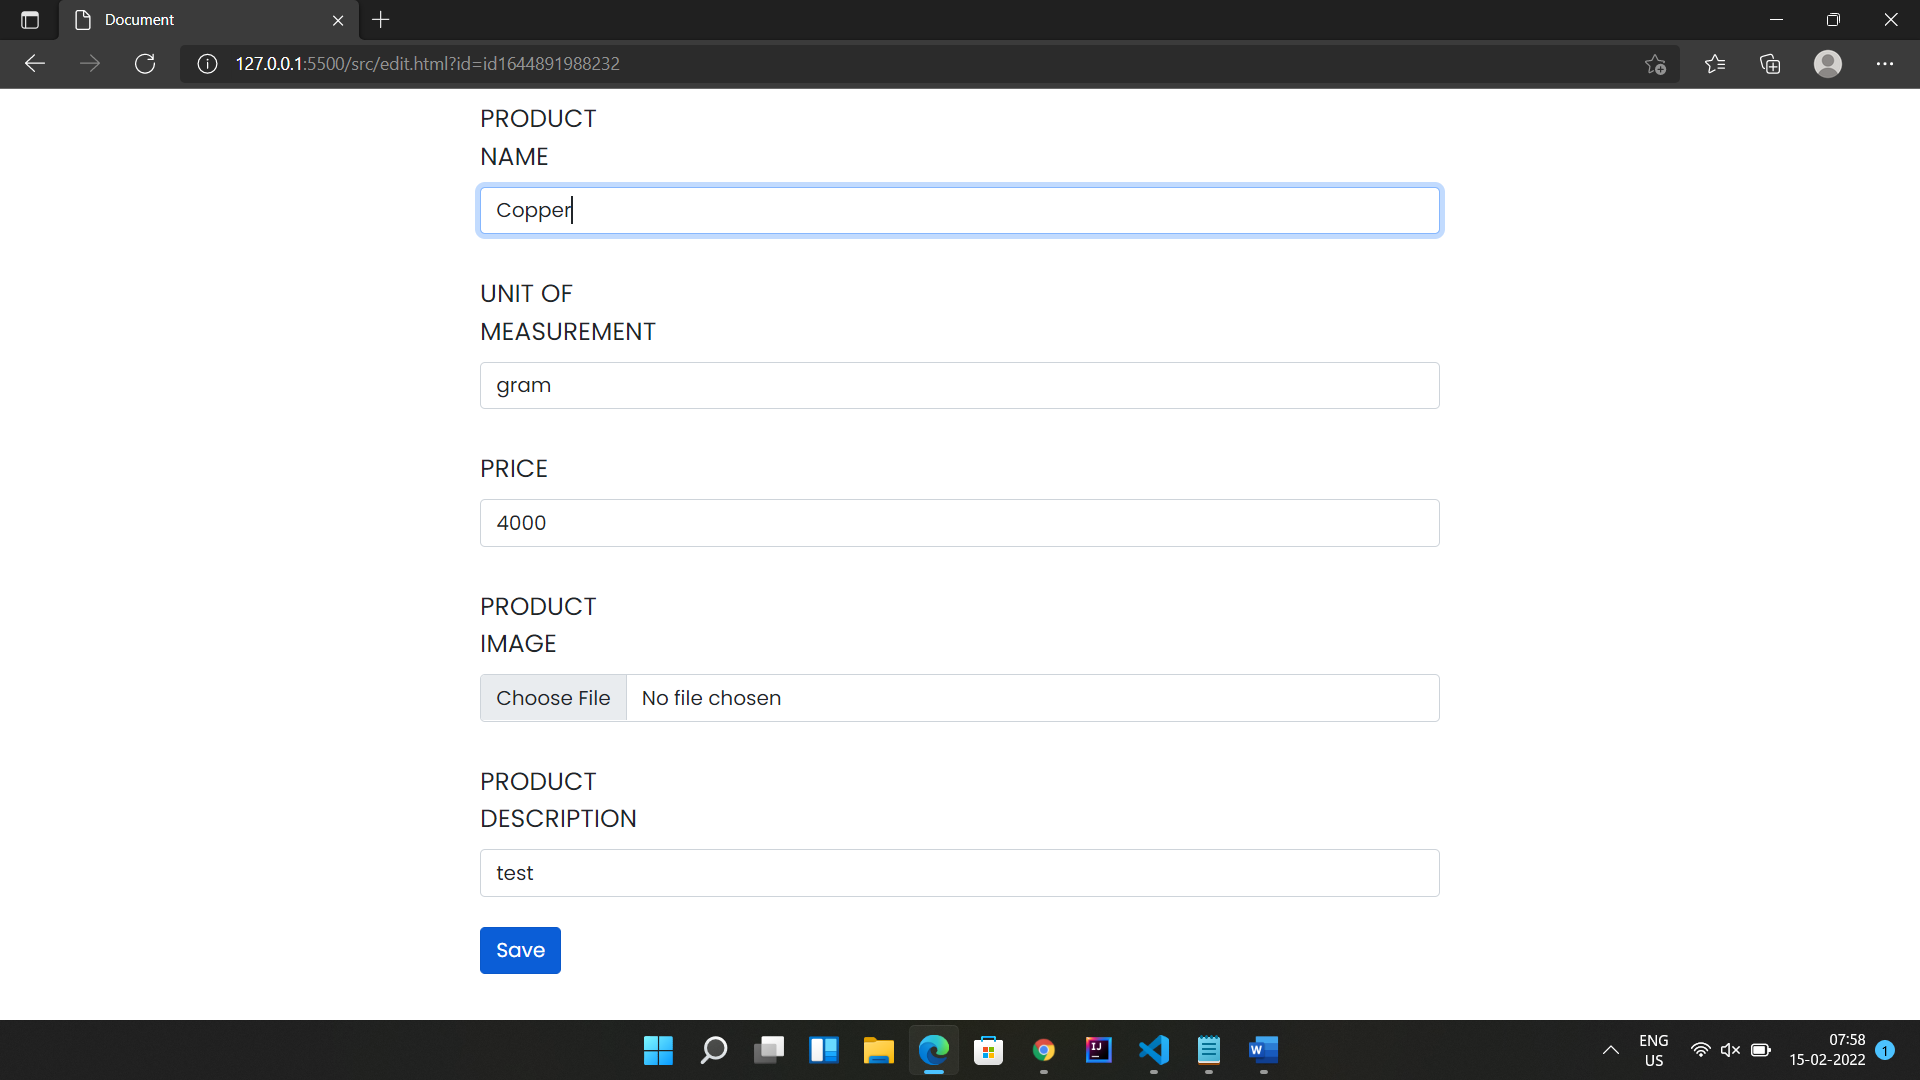 Document
127.0.0.1:5500/src/edit.html?id=id1644891988232
PRODUCT
NAME
Copper
UNIT OF
MEASUREMENT
gram
PRICE
4000
PRODUCT
IMAGE
Choose File No file chosen
PRODUCT
DESCRIPTION
test
Save
IJ
W
ENG
US
07:58
15-02-2022
1